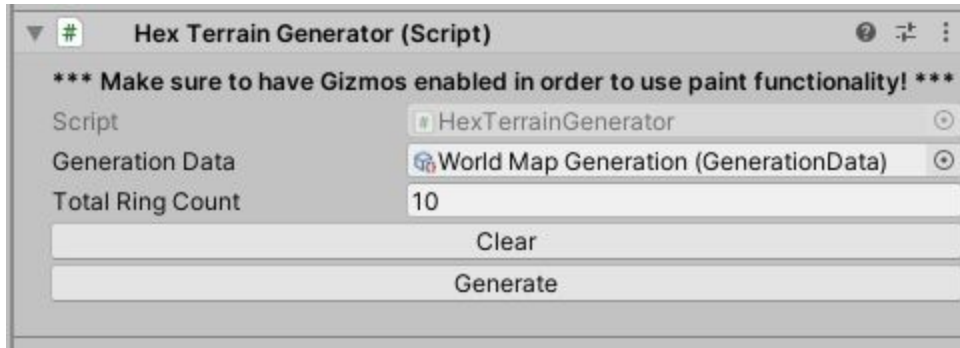 # Hex Terrain Generator (Script)
*** Make sure to have Gizmos enabled in order to use paint functionality! ***
Script # HexTerrainGenerator
Generation Data World Map Generation (GenerationData)
Total Ring Count 10
Clear
Generate